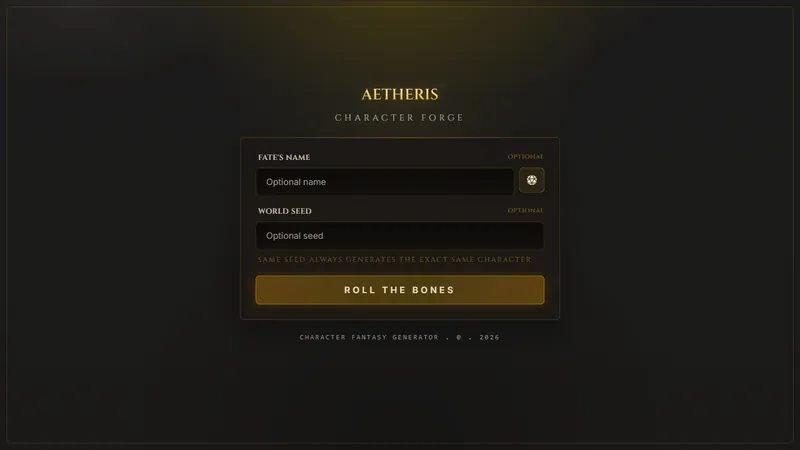 AETHERIS
CHARACTER FORGE
FATE'S NAME OPTIONAL
Optional name
WORLD SEED OPTIONAL
Optional seed
SAME SEED ALWAYS GENERATES THE EXACT SAME CHARACTER
ROLL THE BONES
CHARACTER FANTASY GENERATOR . © . 2026